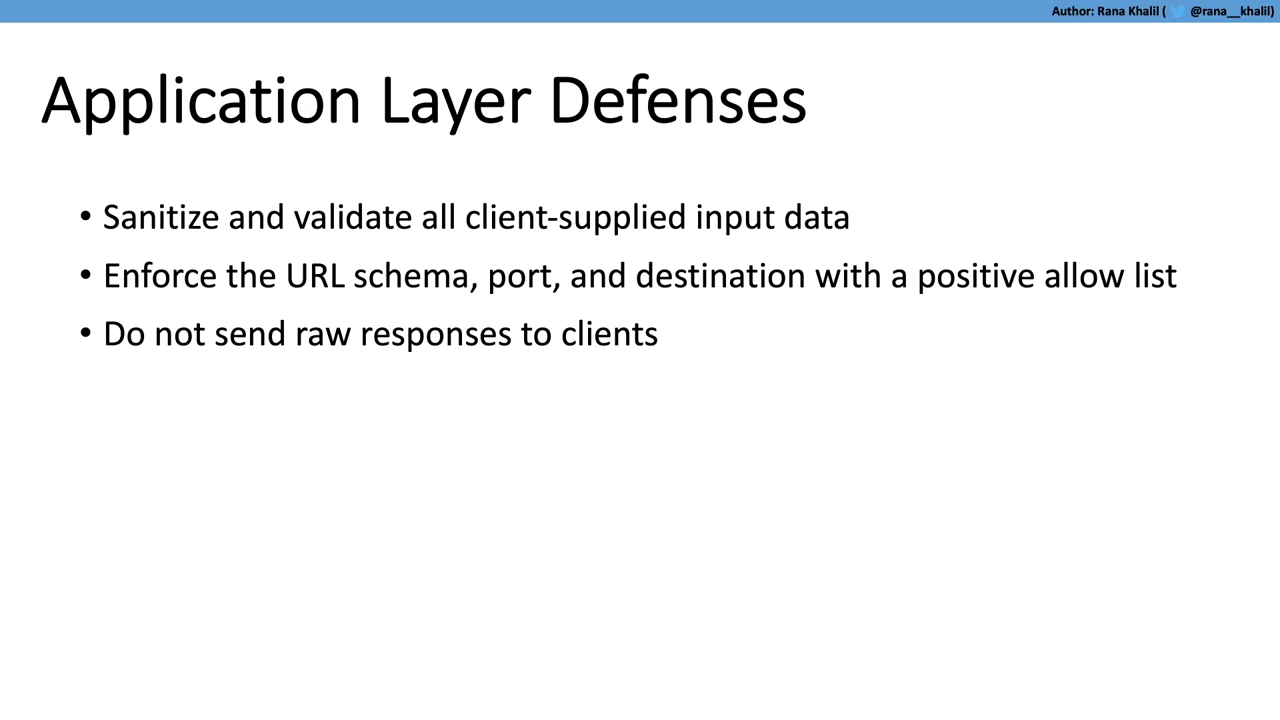 Author: Rana Khalil ( @rana__khalil)
Application Layer Defenses
• Sanitize and validate all client-supplied input data
• Enforce the URL schema, port, and destination with a positive allow list
• Do not send raw responses to clients